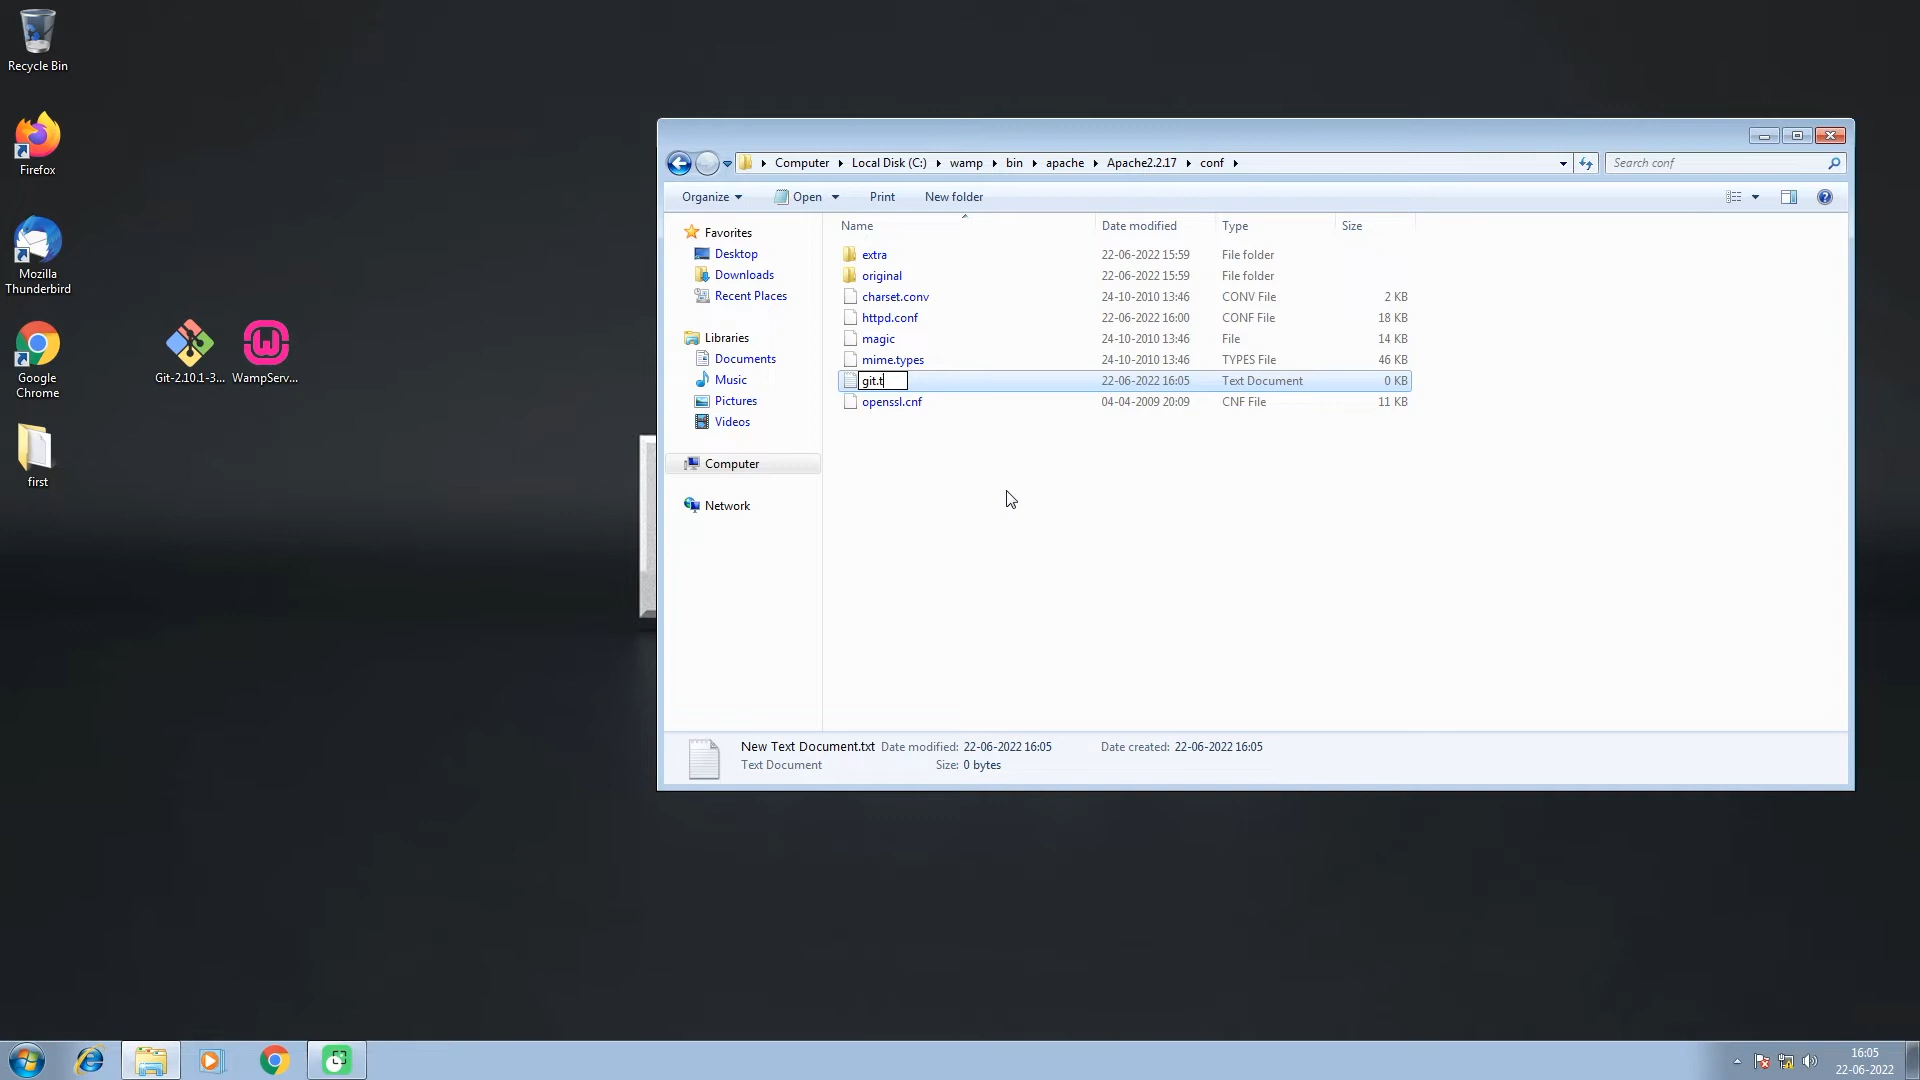 Recycle Bin
Firefox
Mozilla
Thunderbird
Google
Chrome
first
Git-2.10.1-3...
WampServ...
Computer
Local Disk (C:)
wamp
bin
apache
Apache2.2.17
conf
Search conf
Organize
Open
Print
New folder
Favorites
Desktop
Downloads
Recent Places
Libraries
Documents
Music
Pictures
Videos
Computer
Network
Name Date modified Type Size
extra 22-06-2022 15:59 File folder
original 22-06-2022 15:59 File folder
charset.conv 24-10-2010 13:46 CONV File 2 KB
httpd.conf 22-06-2022 16:00 CONF File 18 KB
magic 24-10-2010 13:46 File 14 KB
mime.types 24-10-2010 13:46 TYPES File 46 KB
git.t 22-06-2022 16:05 Text Document 0 KB
openssl.cnf 04-04-2009 20:09 CNF File 11 KB
New Text Document.txt Date modified: 22-06-2022 16:05 Date created: 22-06-2022 16:05
Text Document Size: 0 bytes
16:05
22-06-2022